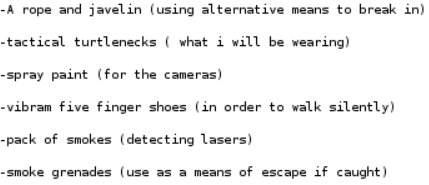 -A rope and javelin (using alternative means to break in)
-tactical turtlenecks ( what i will be wearing)
-spray paint (for the cameras)
-vibram five finger shoes (in order to walk silently)
-pack of smokes (detecting lasers)
-smoke grenades (use as a means of escape if caught)